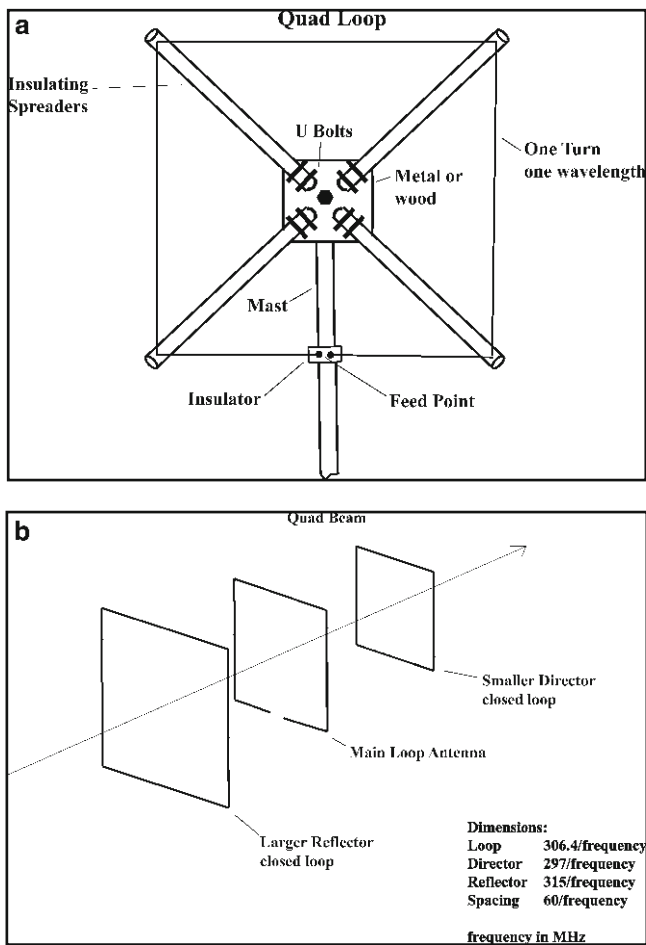 a
Quad Loop
Insulating
Spreaders
U Bolts
One Turn
one wavelength
Metal or
wood
Mast
Insulator
Feed Point
b
Quad Beam
Smaller Director
closed loop
Main Loop Antenna
Larger Reflector
closed loop
Dimensions:
Loop 306.4/frequency
Director 297/frequency
Reflector 315/frequency
Spacing 60/frequency
frequency in MHz